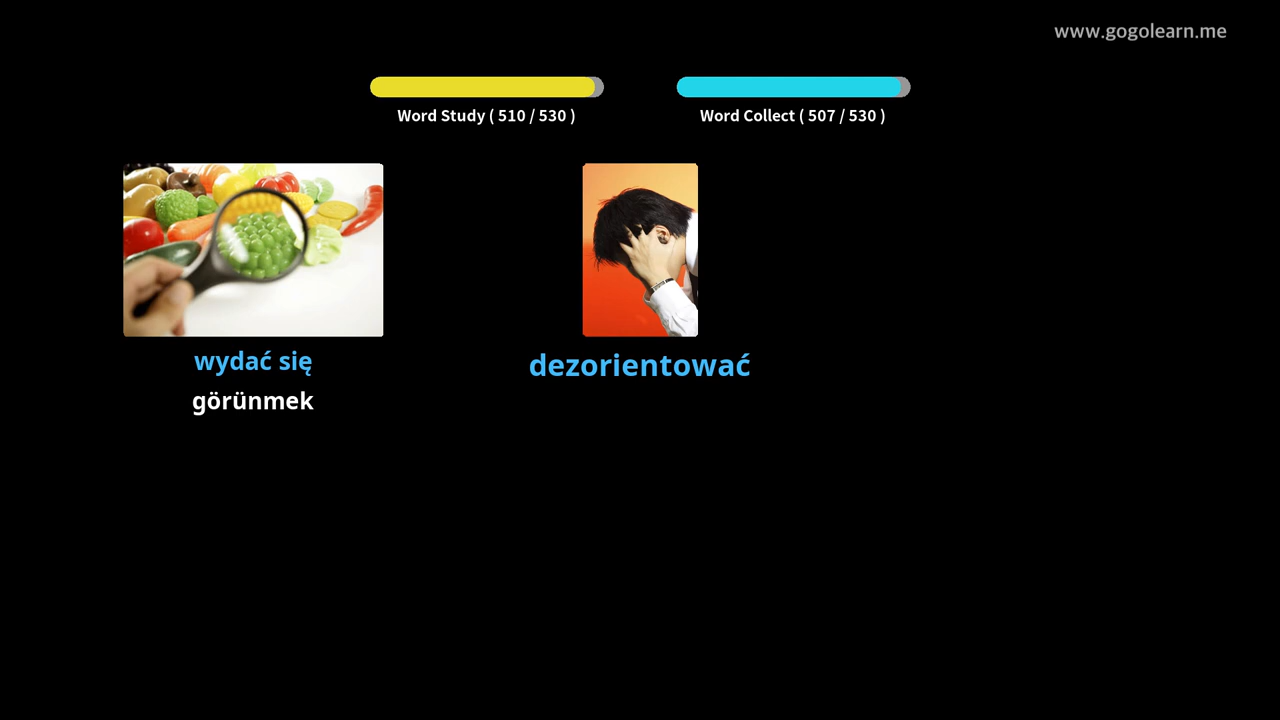 www.gogolearn.me
Word Study ( 510 / 530 )
Word Collect ( 507 / 530 )
wydać się
görünmek
dezorientować